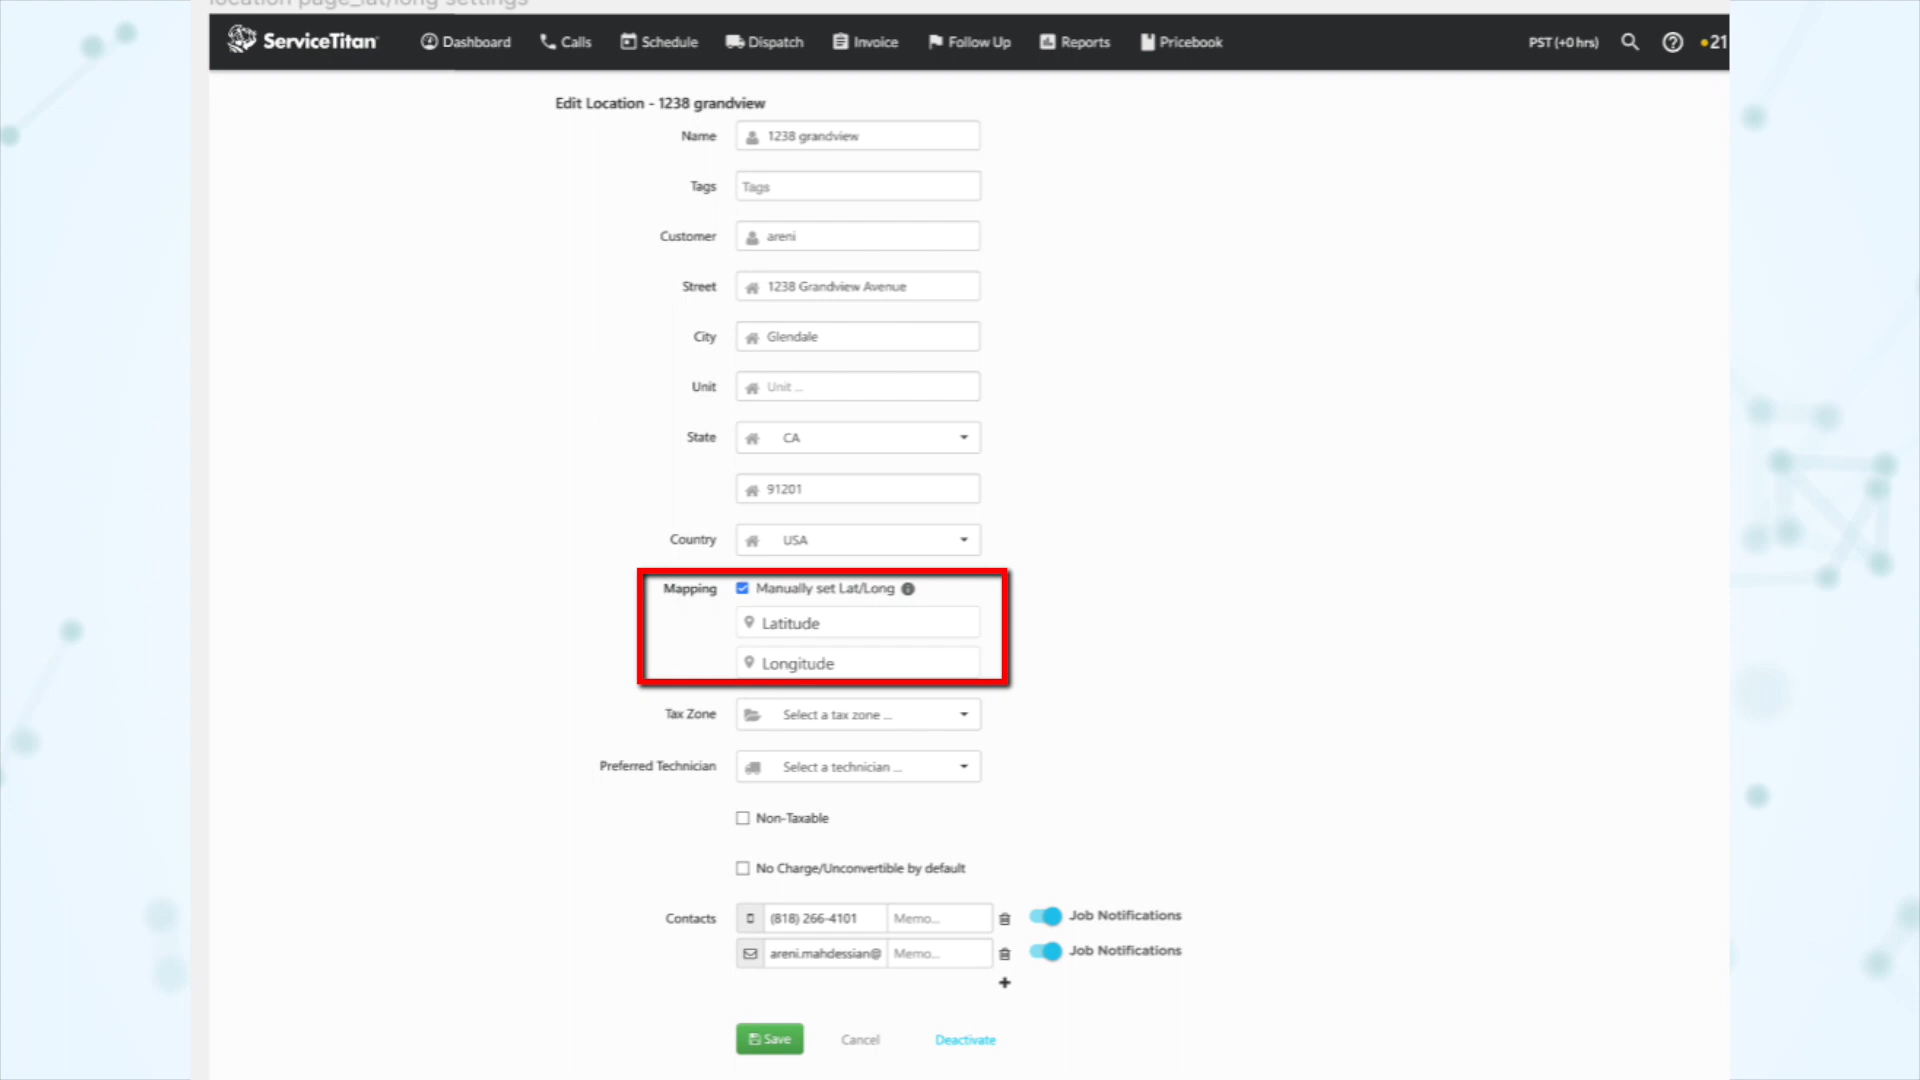 location page_lat/long settings
ServiceTitan Dashboard Calls Schedule Dispatch Invoice Follow Up Reports Pricebook PST (+0 hrs) 21
Edit Location - 1238 grandview
Name 1238 grandview
Tags Tags
Customer areni
Street 1238 Grandview Avenue
City Glendale
Unit Unit ...
State CA
91201
Country USA
Mapping Manually set Lat/Long
Latitude
Longitude
Tax Zone Select a tax zone ...
Preferred Technician Select a technician ...
Non-Taxable
No Charge/Unconvertible by default
Contacts (818) 266-4101 Memo... Job Notifications
areni.mahdessian@ Memo... Job Notifications
Save Cancel Deactivate